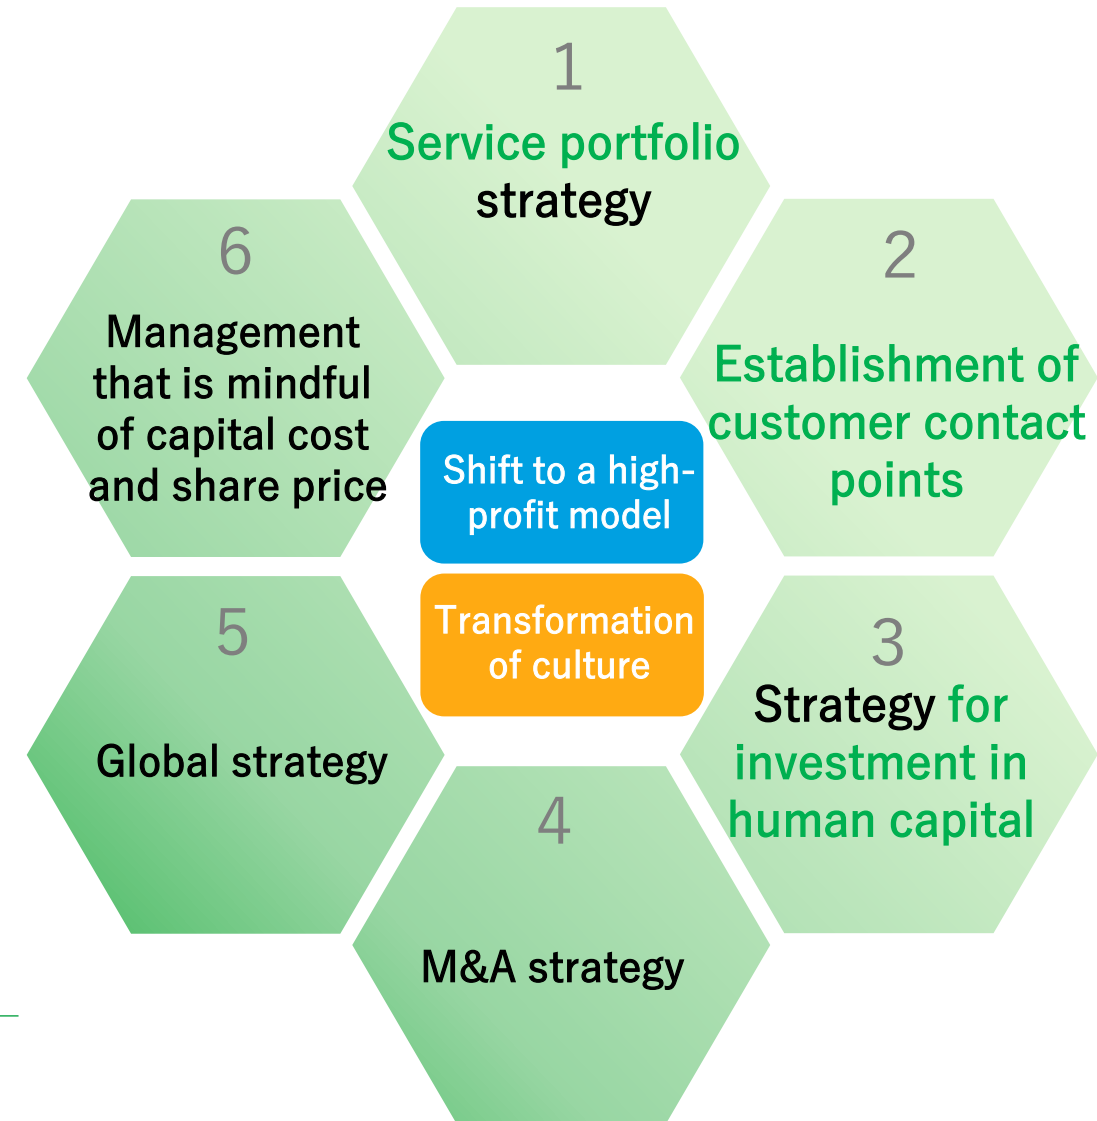 1
Service portfolio
strategy
2
Establishment of
customer contact
points
3
Strategy for
investment in
human capital
4
M&A strategy
5
Global strategy
6
Management
that is mindful
of capital cost
and share price
Shift to a high-
profit model
Transformation
of culture